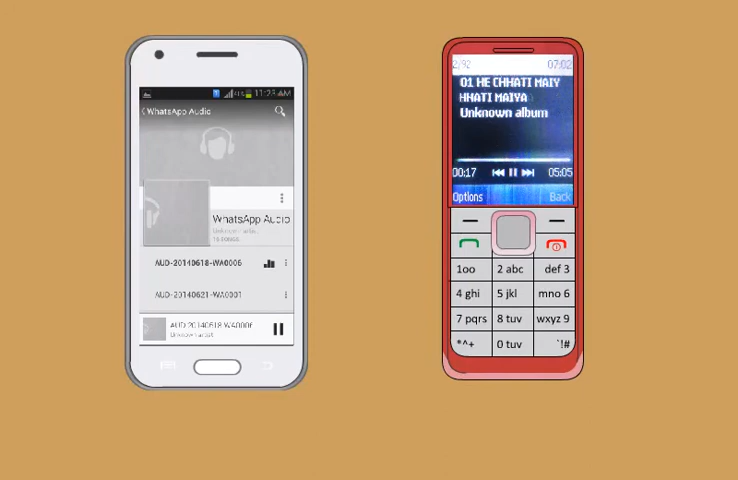 11:23 AM
WhatsApp Audio
WhatsApp Audio
AUD-20140618-WA0006
AUD-20140621-WA0001
AUD 20140618 WA0006
Unknown artist
2/92 07:02
01 HE CHHATI MAIY
HHATI MAIYA
Unknown album
00:17 05:05
Options Back
1oo 2 abc def 3
4 ghi 5 jkl mno 6
7 pqrs 8 tuv wxyz 9
*^+ 0 tuv `!#